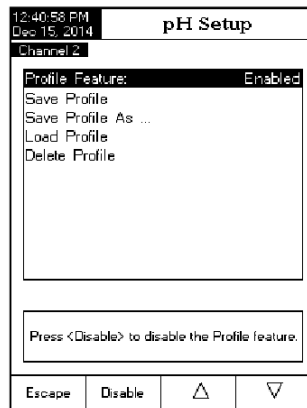 12:40:58 PM
Dec 15, 2014
pH Setup
Channel 2
Profile Feature: Enabled
Save Profile
Save Profile As ...
Load Profile
Delete Profile
Press <Disable> to disable the Profile feature.
Escape Disable △ ▽